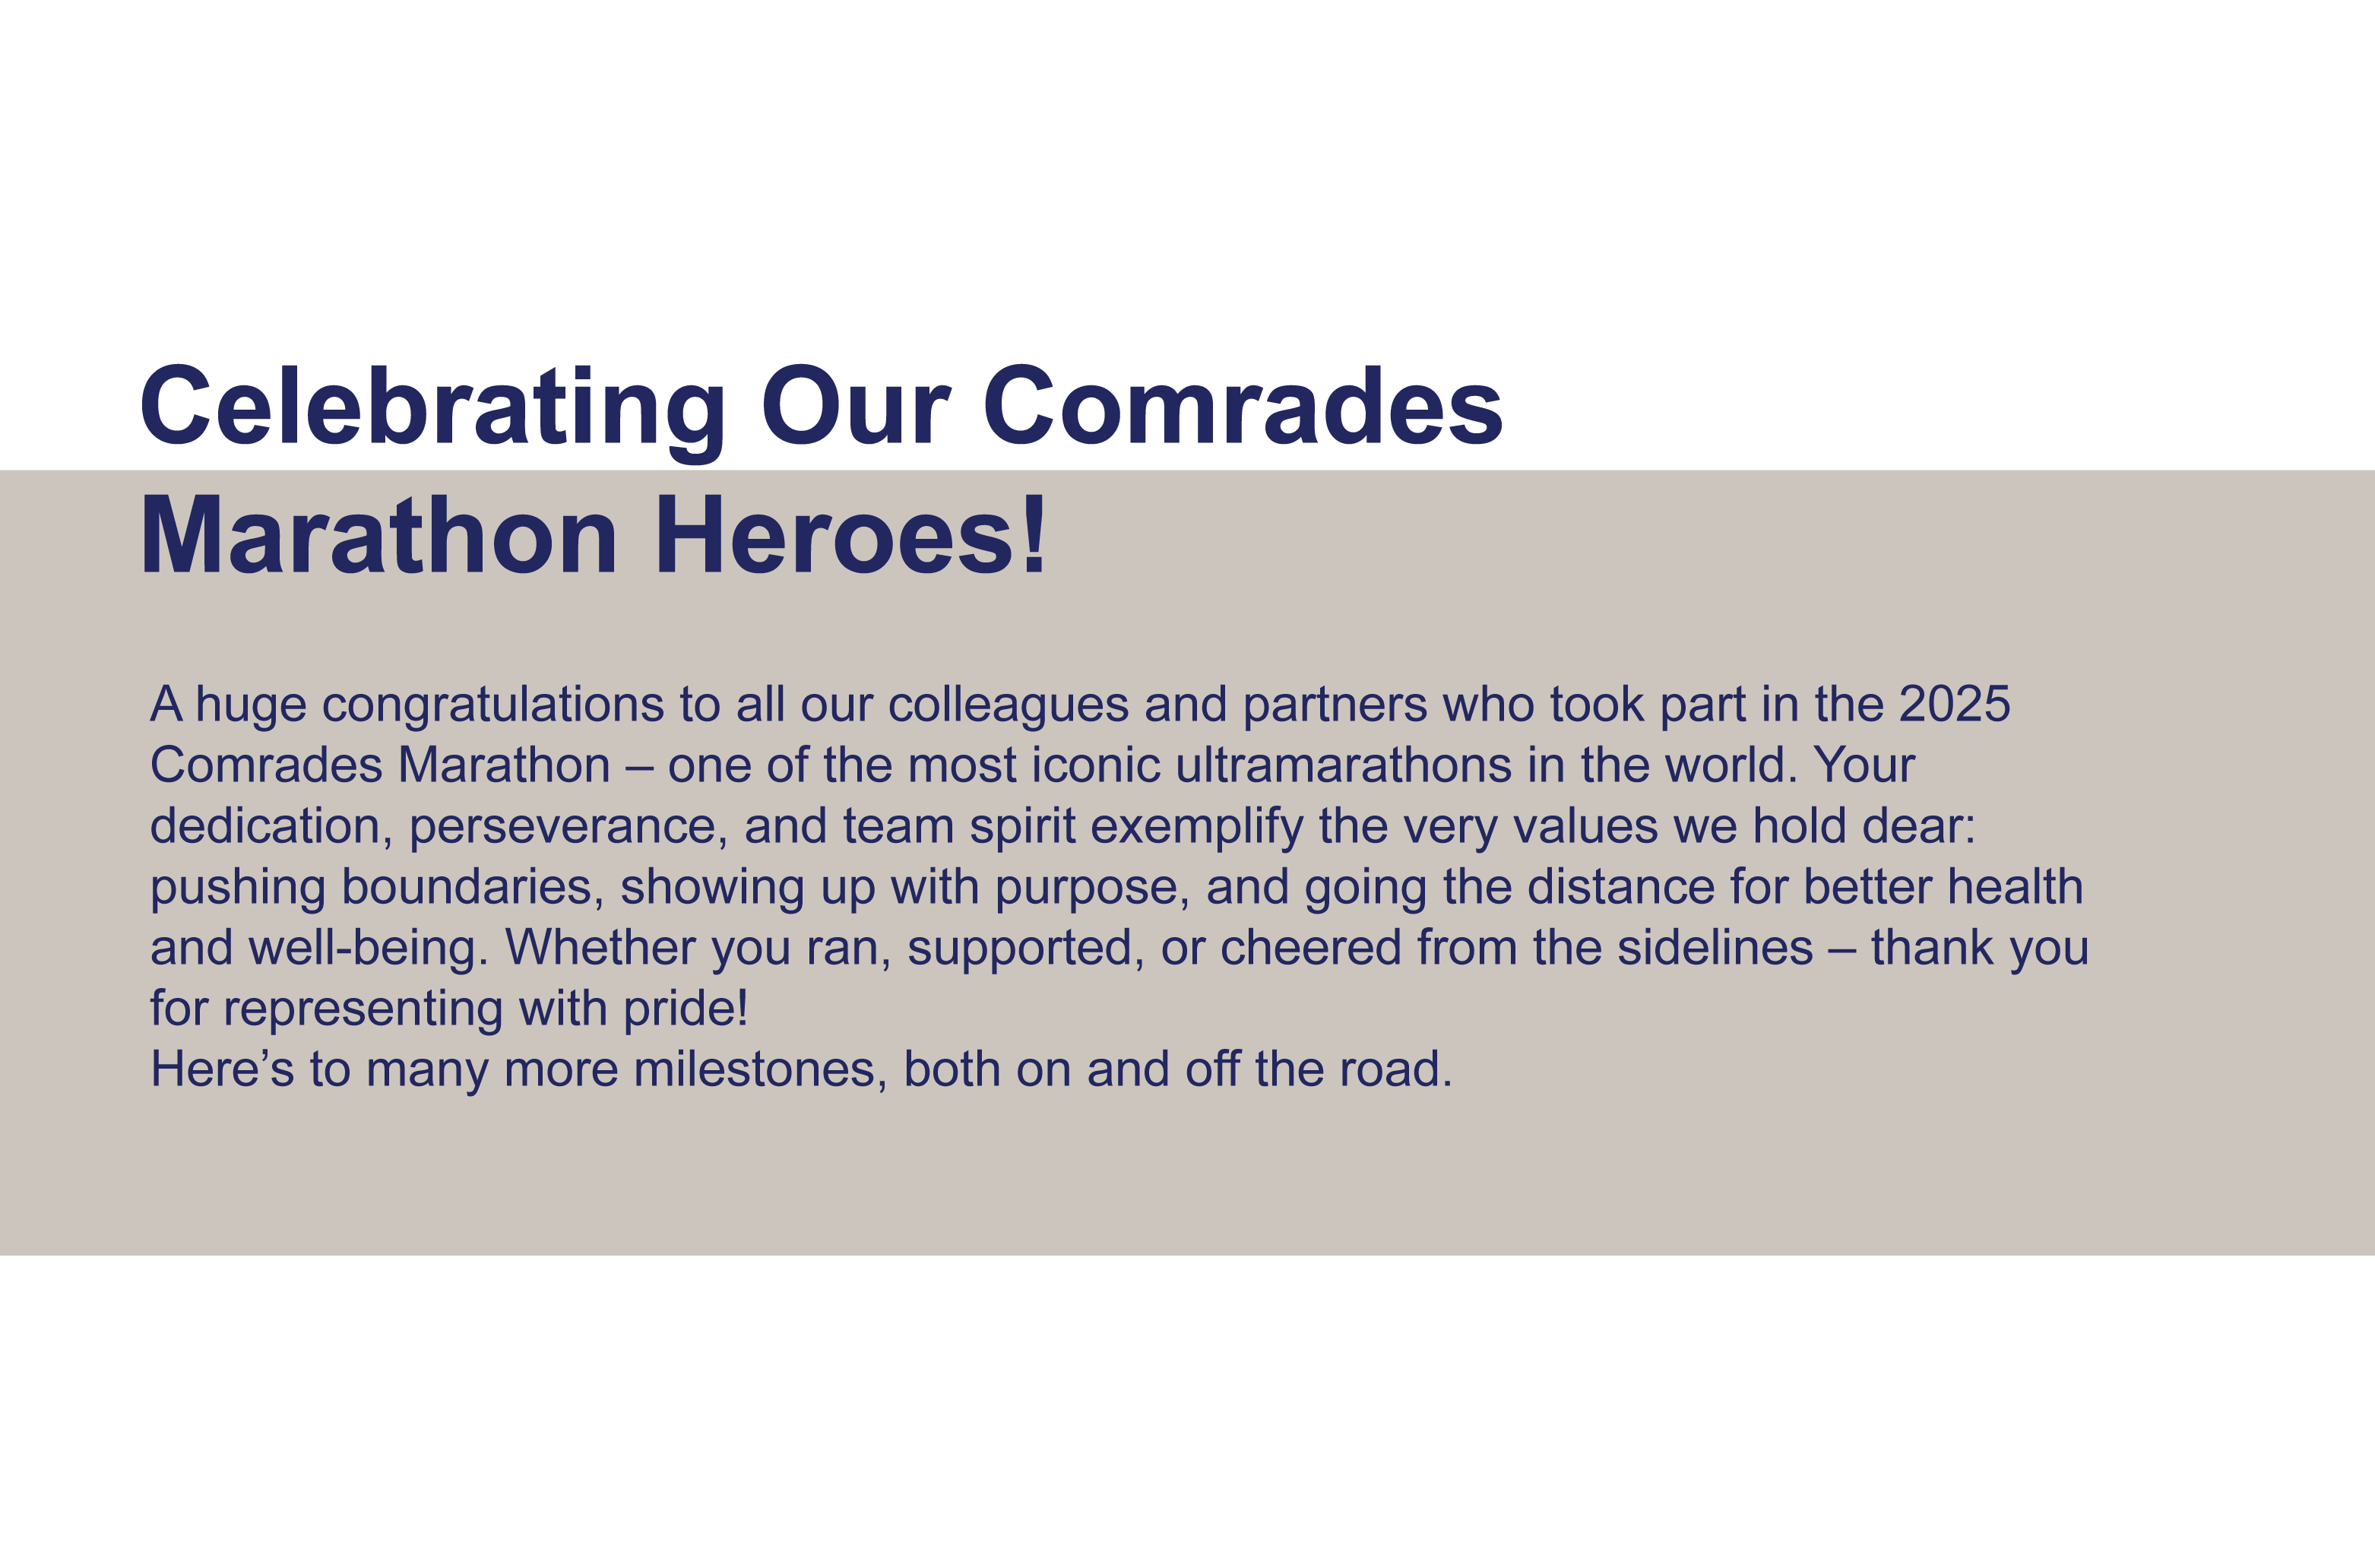 Celebrating Our Comrades
Marathon Heroes!
A huge congratulations to all our colleagues and partners who took part in the 2025
Comrades Marathon – one of the most iconic ultramarathons in the world. Your
dedication, perseverance, and team spirit exemplify the very values we hold dear:
pushing boundaries, showing up with purpose, and going the distance for better health
and well-being. Whether you ran, supported, or cheered from the sidelines – thank you
for representing with pride!
Here’s to many more milestones, both on and off the road.